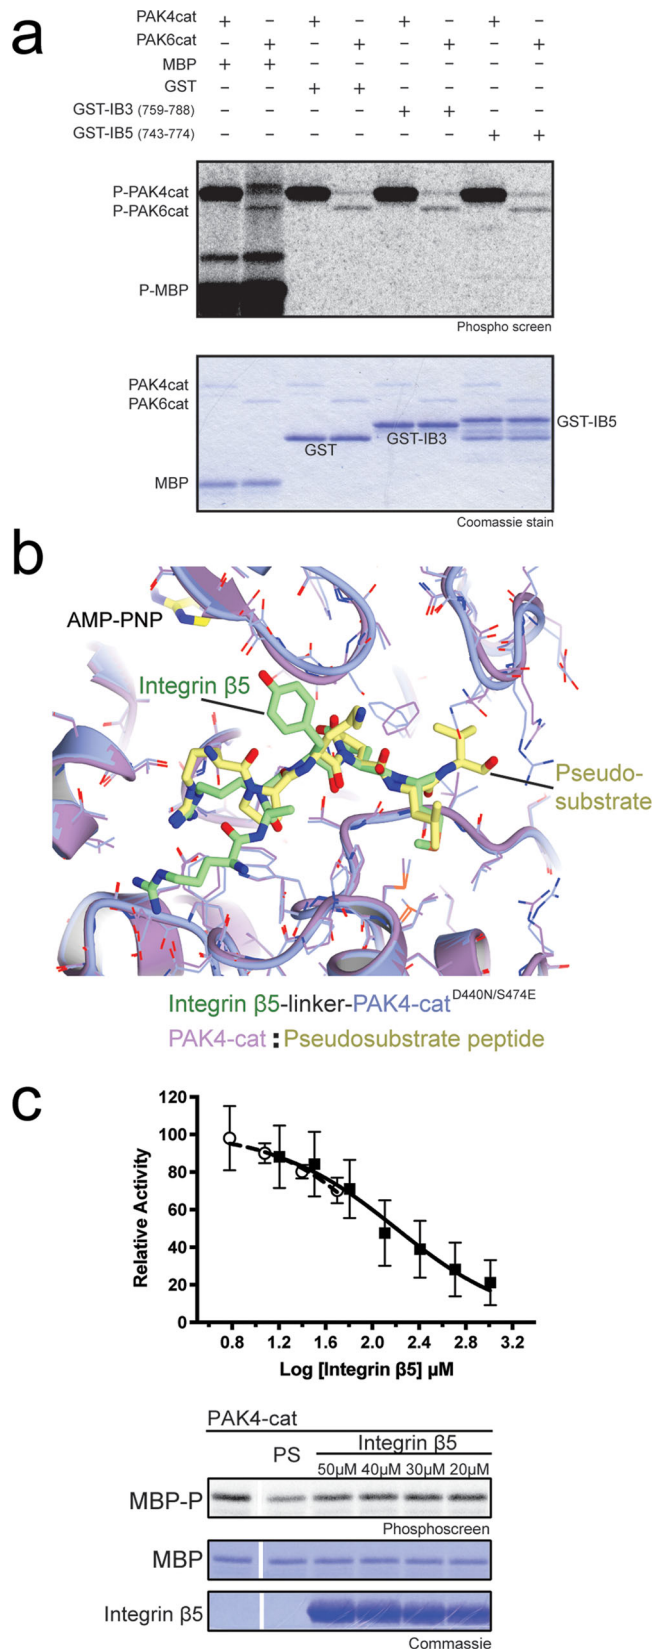 a
PAK4cat + - + - + - + -
PAK6cat - + - + - + - +
MBP + + - - - - - -
GST - - + + - - - -
GST-IB3 (759-788) - - - - + + - -
GST-IB5 (743-774) - - - - - - + +
P-PAK4cat
P-PAK6cat
P-MBP
Phospho screen
PAK4cat
PAK6cat
GST-IB5
GST
GST-IB3
MBP
Coomassie stain
b
AMP-PNP
Integrin β5
Pseudo-
substrate
Integrin β5-linker-PAK4-cat D440N/S474E
PAK4-cat : Pseudosubstrate peptide
c
120
100
80
60
40
20
0
Relative Activity
0.8 1.2 1.6 2.0 2.4 2.8 3.2
Log [Integrin β5] µM
PAK4-cat
PS
Integrin β5
50µM 40µM 30µM 20µM
MBP-P
Phosphoscreen
MBP
Integrin β5
Commassie